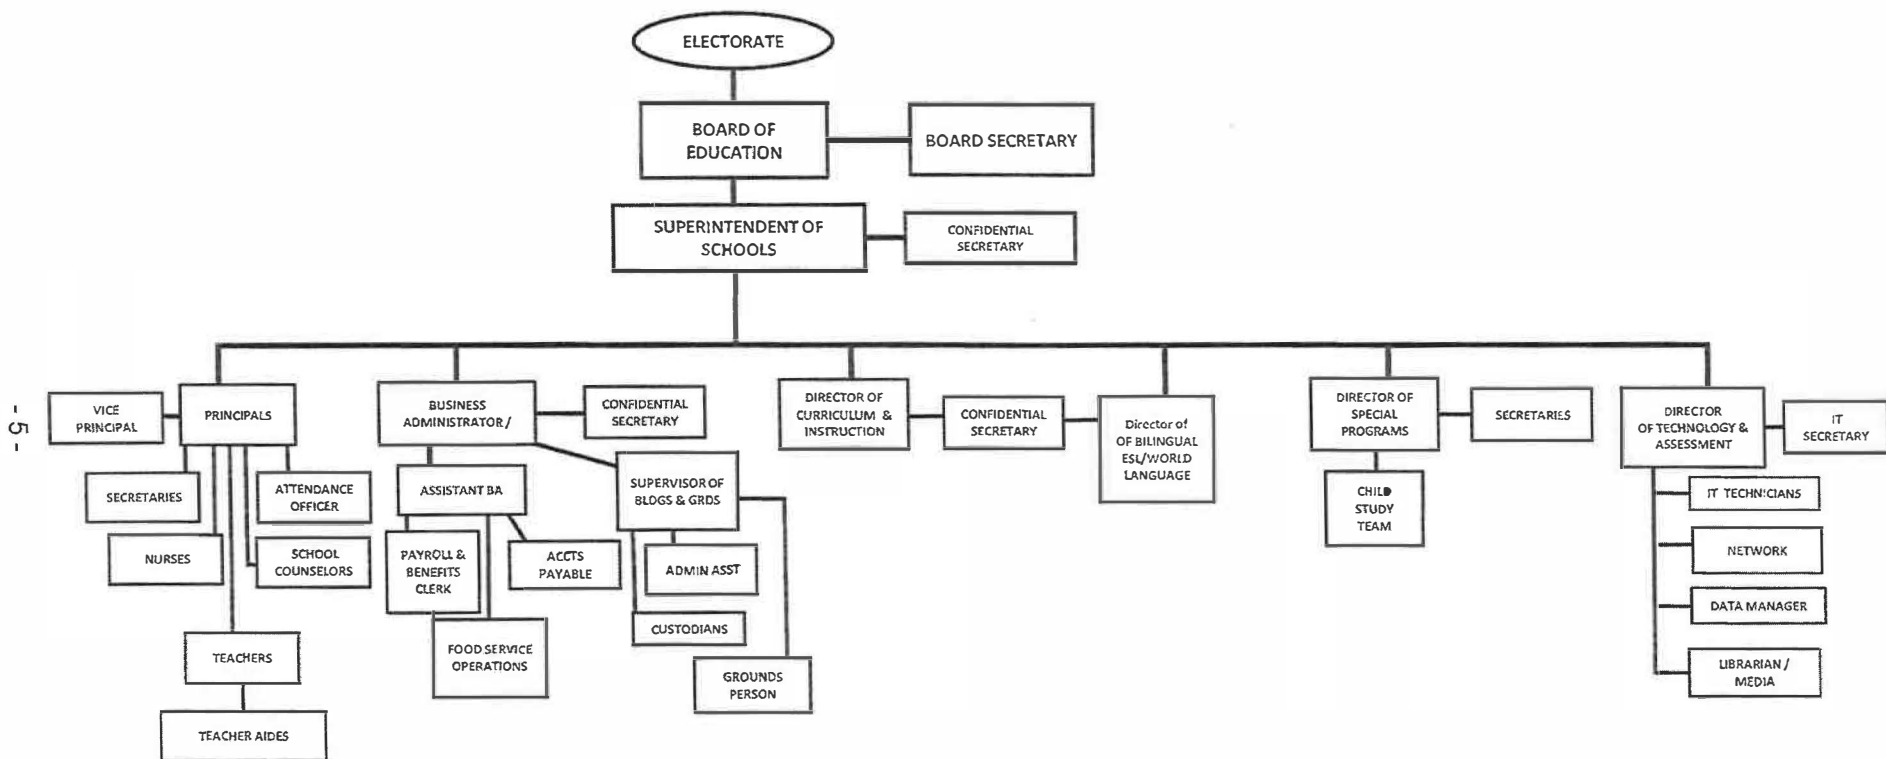 ELECTORATE
BOARD OF
EDUCATION
BOARD SECRETARY
SUPERINTENDENT OF
SCHOOLS
CONFIDENTIAL
SECRETARY
VICE
PRINCIPAL
PRINCIPALS
SECRETARIES
ATTENDANCE
OFFICER
NURSES
SCHOOL
COUNSELORS
TEACHERS
TEACHER AIDES
BUSINESS
ADMINISTRATOR /
CONFIDENTIAL
SECRETARY
ASSISTANT BA
SUPERVISOR OF
BLDGS & GRDS
PAYROLL &
BENEFITS
CLERK
ACCTS
PAYABLE
FOOD SERVICE
OPERATIONS
ADMIN ASST
CUSTODIANS
GROUNDS
PERSON
DIRECTOR OF
CURRICULUM &
INSTRUCTION
CONFIDENTIAL
SECRETARY
Director of
OF BILINGUAL
ESL/WORLD
LANGUAGE
DIRECTOR OF
SPECIAL
PROGRAMS
SECRETARIES
CHILD
STUDY
TEAM
DIRECTOR
OF TECHNOLOGY &
ASSESSMENT
IT
SECRETARY
IT TECHNICIANS
NETWORK
DATA MANAGER
LIBRARIAN /
MEDIA
- 5 -